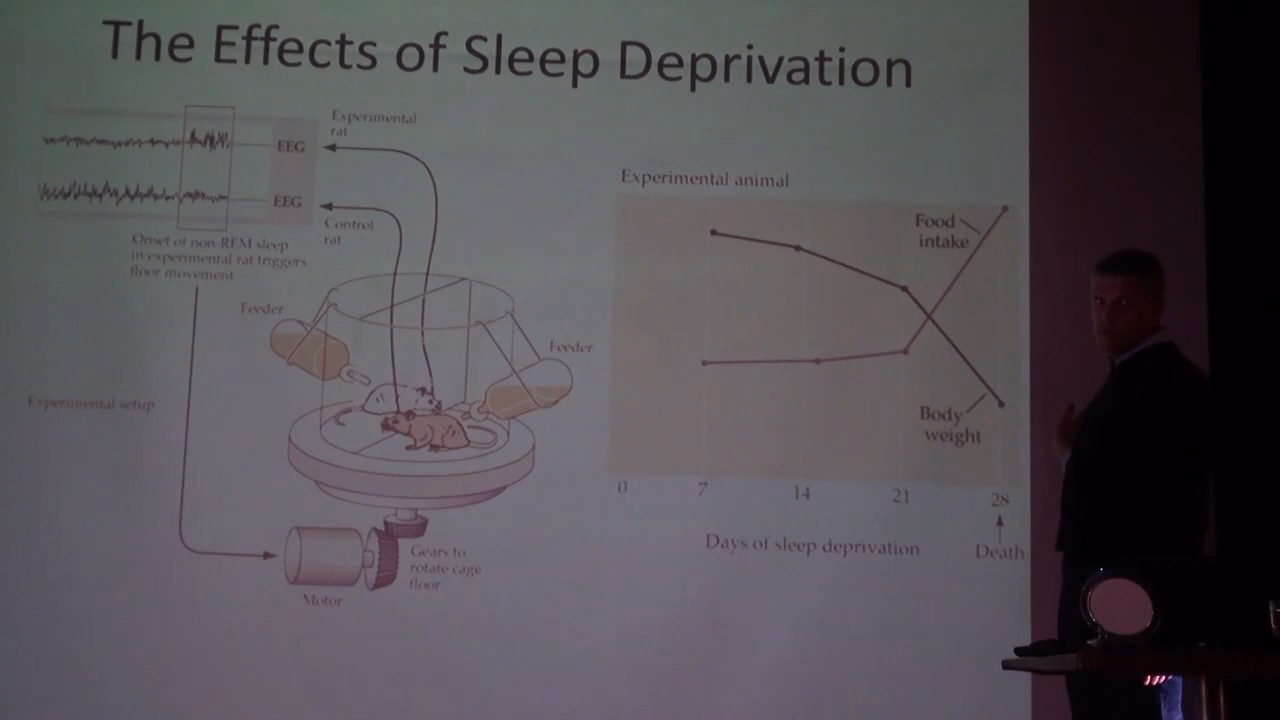 The Effects of Sleep Deprivation
Experimental
rat
EEG
EEG
Control
rat
Onset of non-REM sleep
in experimental rat triggers
floor movement
Feeder
Feeder
Experimental setup
Gears to
rotate cage
floor
Motor
Experimental animal
Food
intake
Body
weight
0 7 14 21 28
Days of sleep deprivation
Death